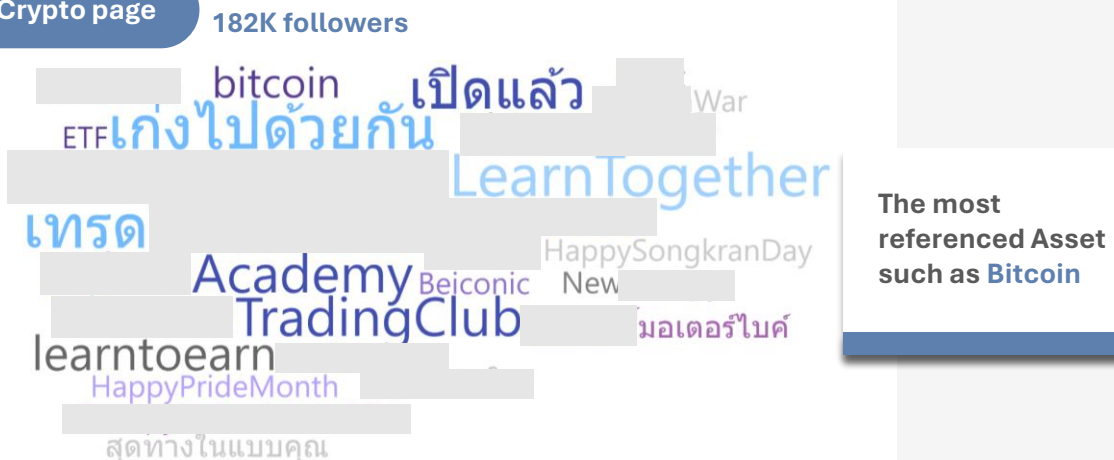 Crypto page
182K followers
bitcoin
เปิดแล้ว
War
ETF
เก่งไปด้วยกัน
LearnTogether
เทรด
HappySongkranDay
Academy
Beiconic
New
TradingClub
มอเตอร์ไบค์
learntoearn
HappyPrideMonth
สุดทางในแบบคุณ
The most
referenced Asset
such as Bitcoin